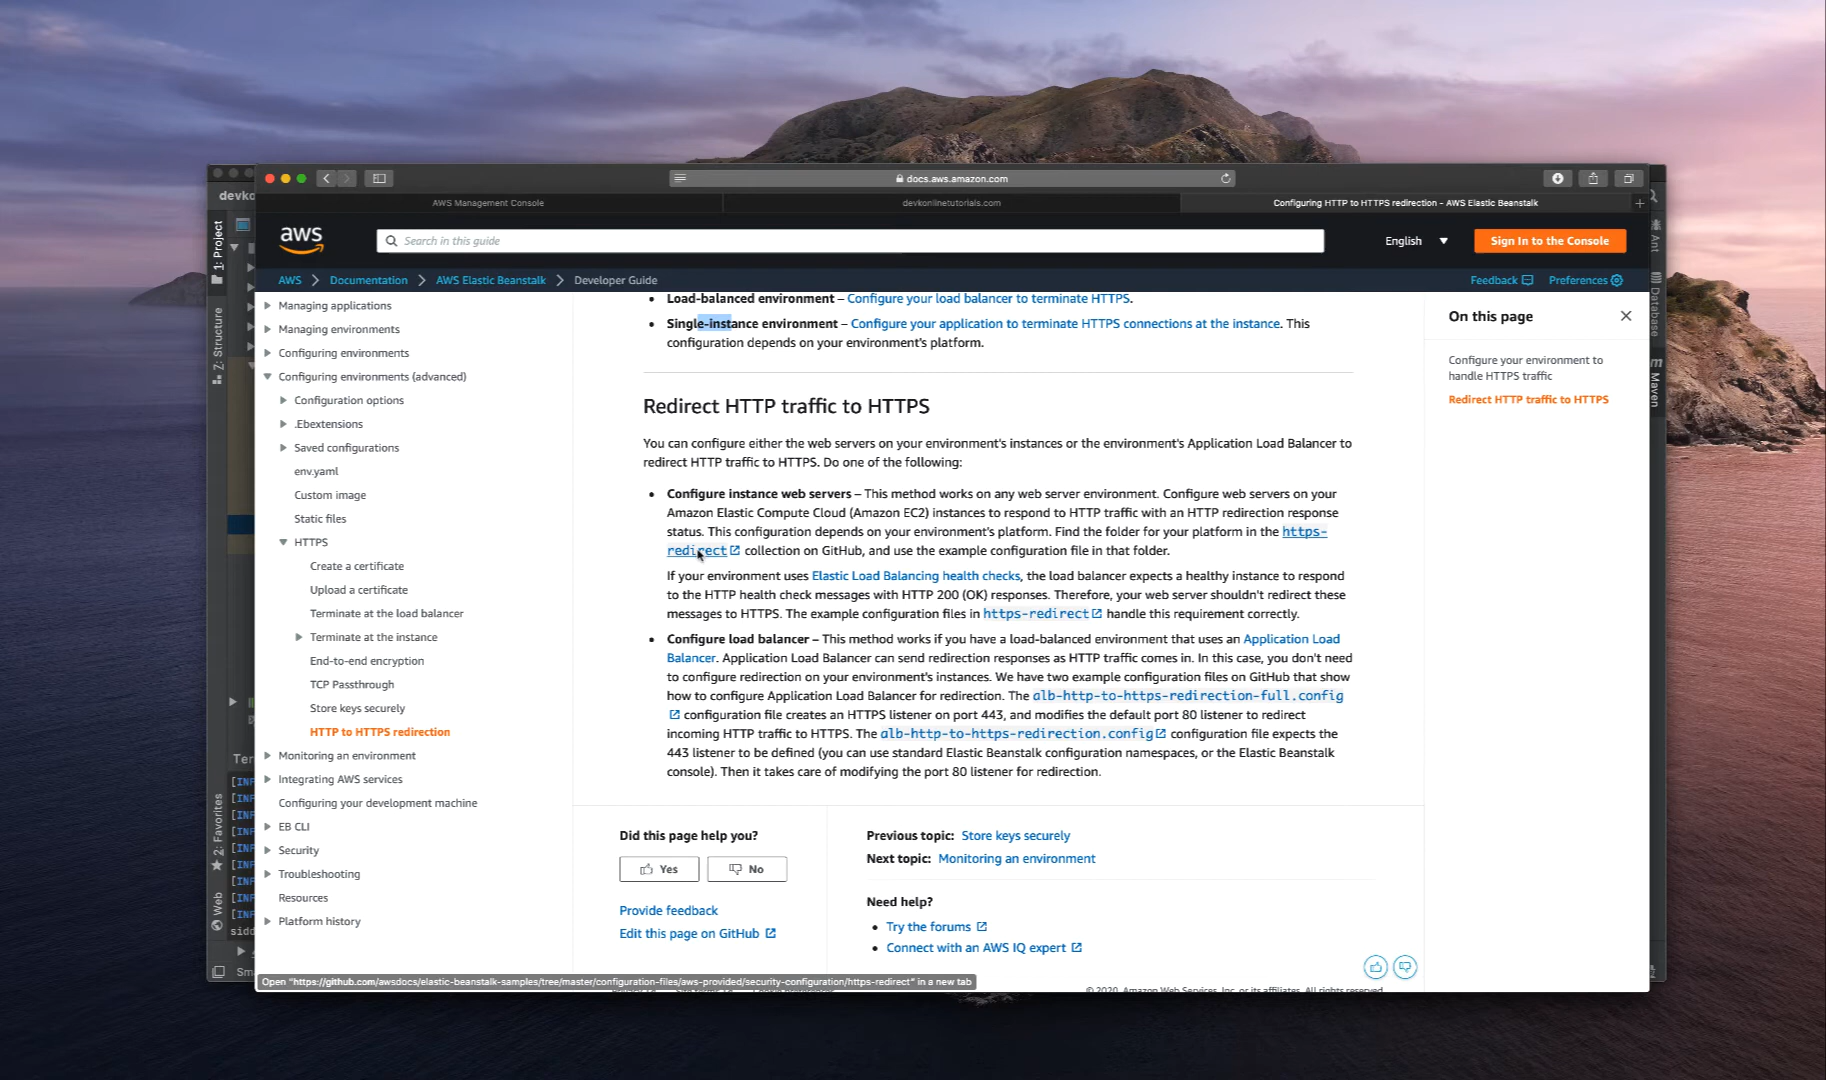 devko
docs.aws.amazon.com
AWS Management Console
devkonlinetutorials.com
Configuring HTTP to HTTPS redirection - AWS Elastic Beanstalk
aws
Search in this guide
English
Sign In to the Console
AWS > Documentation > AWS Elastic Beanstalk > Developer Guide
Feedback
Preferences
1: Project
Z: Structure
2: Favorites
Web
Ant
Database
Maven
Ter
[INF
[INF
[INF
[INF
[INF
[INF
[INF
[INF
[INF
sidd
Sm
Managing applications
Managing environments
Configuring environments
Configuring environments (advanced)
Configuration options
.Ebextensions
Saved configurations
env.yaml
Custom image
Static files
HTTPS
Create a certificate
Upload a certificate
Terminate at the load balancer
Terminate at the instance
End-to-end encryption
TCP Passthrough
Store keys securely
HTTP to HTTPS redirection
Monitoring an environment
Integrating AWS services
Configuring your development machine
EB CLI
Security
Troubleshooting
Resources
Platform history
• Load-balanced environment – Configure your load balancer to terminate HTTPS.
• Single-instance environment – Configure your application to terminate HTTPS connections at the instance. This
configuration depends on your environment's platform.
Redirect HTTP traffic to HTTPS
You can configure either the web servers on your environment's instances or the environment's Application Load Balancer to
redirect HTTP traffic to HTTPS. Do one of the following:
• Configure instance web servers – This method works on any web server environment. Configure web servers on your
Amazon Elastic Compute Cloud (Amazon EC2) instances to respond to HTTP traffic with an HTTP redirection response
status. This configuration depends on your environment's platform. Find the folder for your platform in the https-
redirect collection on GitHub, and use the example configuration file in that folder.
If your environment uses Elastic Load Balancing health checks, the load balancer expects a healthy instance to respond
to the HTTP health check messages with HTTP 200 (OK) responses. Therefore, your web server shouldn't redirect these
messages to HTTPS. The example configuration files in https-redirect handle this requirement correctly.
• Configure load balancer – This method works if you have a load-balanced environment that uses an Application Load
Balancer. Application Load Balancer can send redirection responses as HTTP traffic comes in. In this case, you don't need
to configure redirection on your environment's instances. We have two example configuration files on GitHub that show
how to configure Application Load Balancer for redirection. The alb-http-to-https-redirection-full.config
configuration file creates an HTTPS listener on port 443, and modifies the default port 80 listener to redirect
incoming HTTP traffic to HTTPS. The alb-http-to-https-redirection.config configuration file expects the
443 listener to be defined (you can use standard Elastic Beanstalk configuration namespaces, or the Elastic Beanstalk
console). Then it takes care of modifying the port 80 listener for redirection.
On this page
Configure your environment to
handle HTTPS traffic
Redirect HTTP traffic to HTTPS
Did this page help you?
Yes
No
Provide feedback
Edit this page on GitHub
Previous topic: Store keys securely
Next topic: Monitoring an environment
Need help?
• Try the forums
• Connect with an AWS IQ expert
Open "https://github.com/awsdocs/elastic-beanstalk-samples/tree/master/configuration-files/aws-provided/security-configuration/https-redirect" in a new tab
© 2020, Amazon Web Services, Inc. or its affiliates. All rights reserved